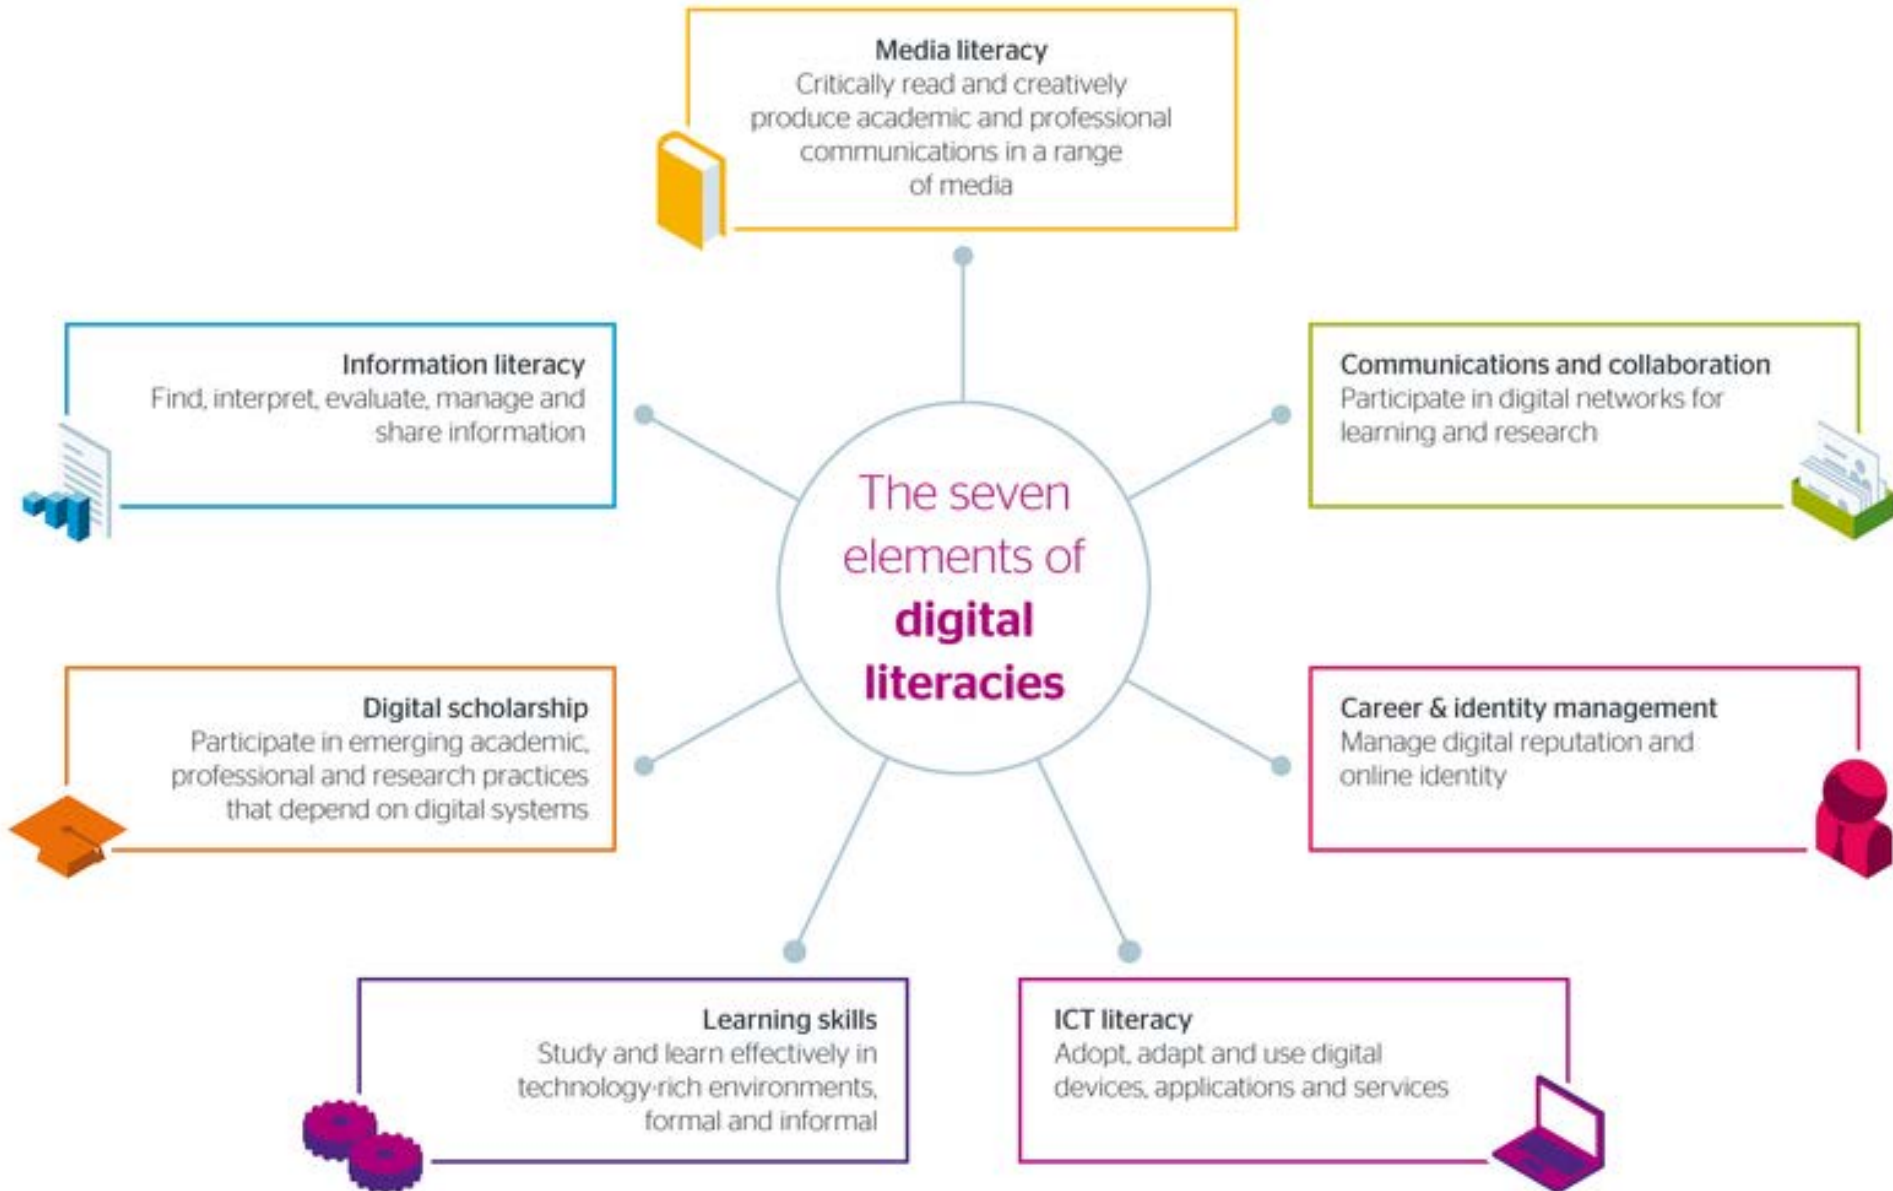 Media literacy
Critically read and creatively
produce academic and professional
communications in a range
of media
Information literacy
Find, interpret, evaluate, manage and
share information
Communications and collaboration
Participate in digital networks for
learning and research
The seven
elements of
digital
literacies
Digital scholarship
Participate in emerging academic,
professional and research practices
that depend on digital systems
Career & identity management
Manage digital reputation and
online identity
Learning skills
Study and learn effectively in
technology-rich environments,
formal and informal
ICT literacy
Adopt, adapt and use digital
devices, applications and services